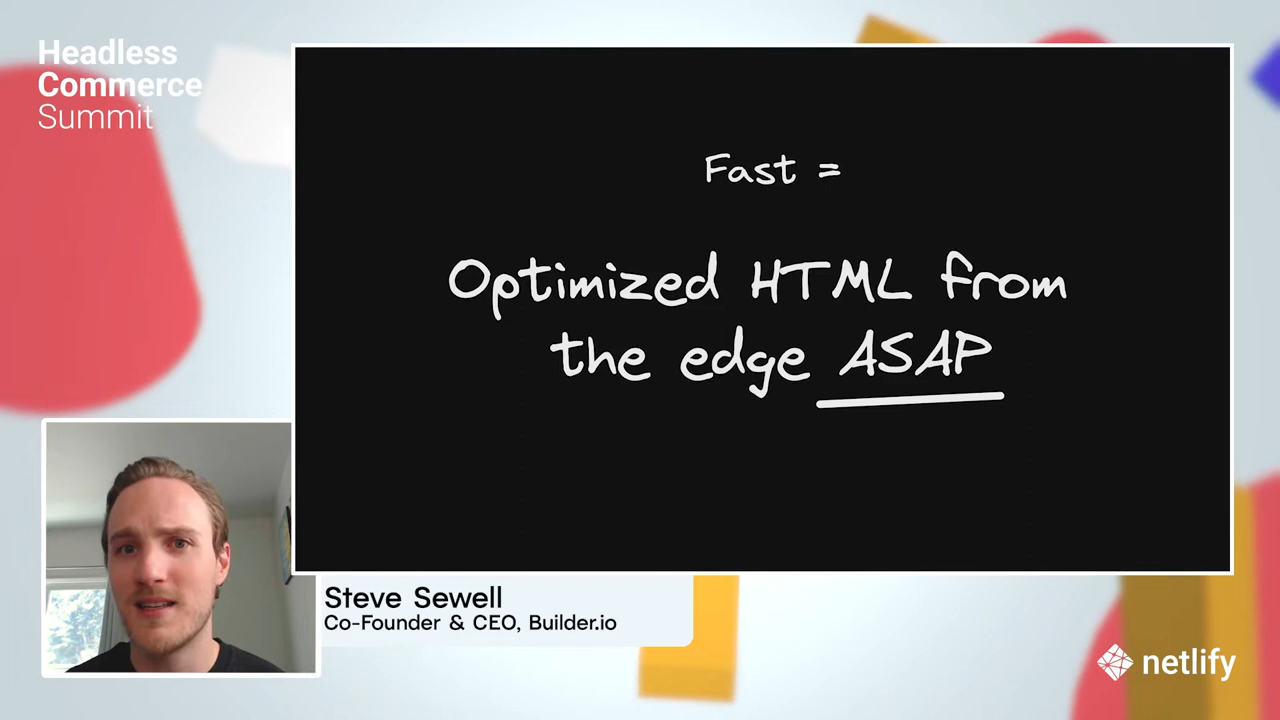 Headless
Commerce
Summit
Fast =
Optimized HTML from
the edge ASAP
Steve Sewell
Co-Founder & CEO, Builder.io
netlify